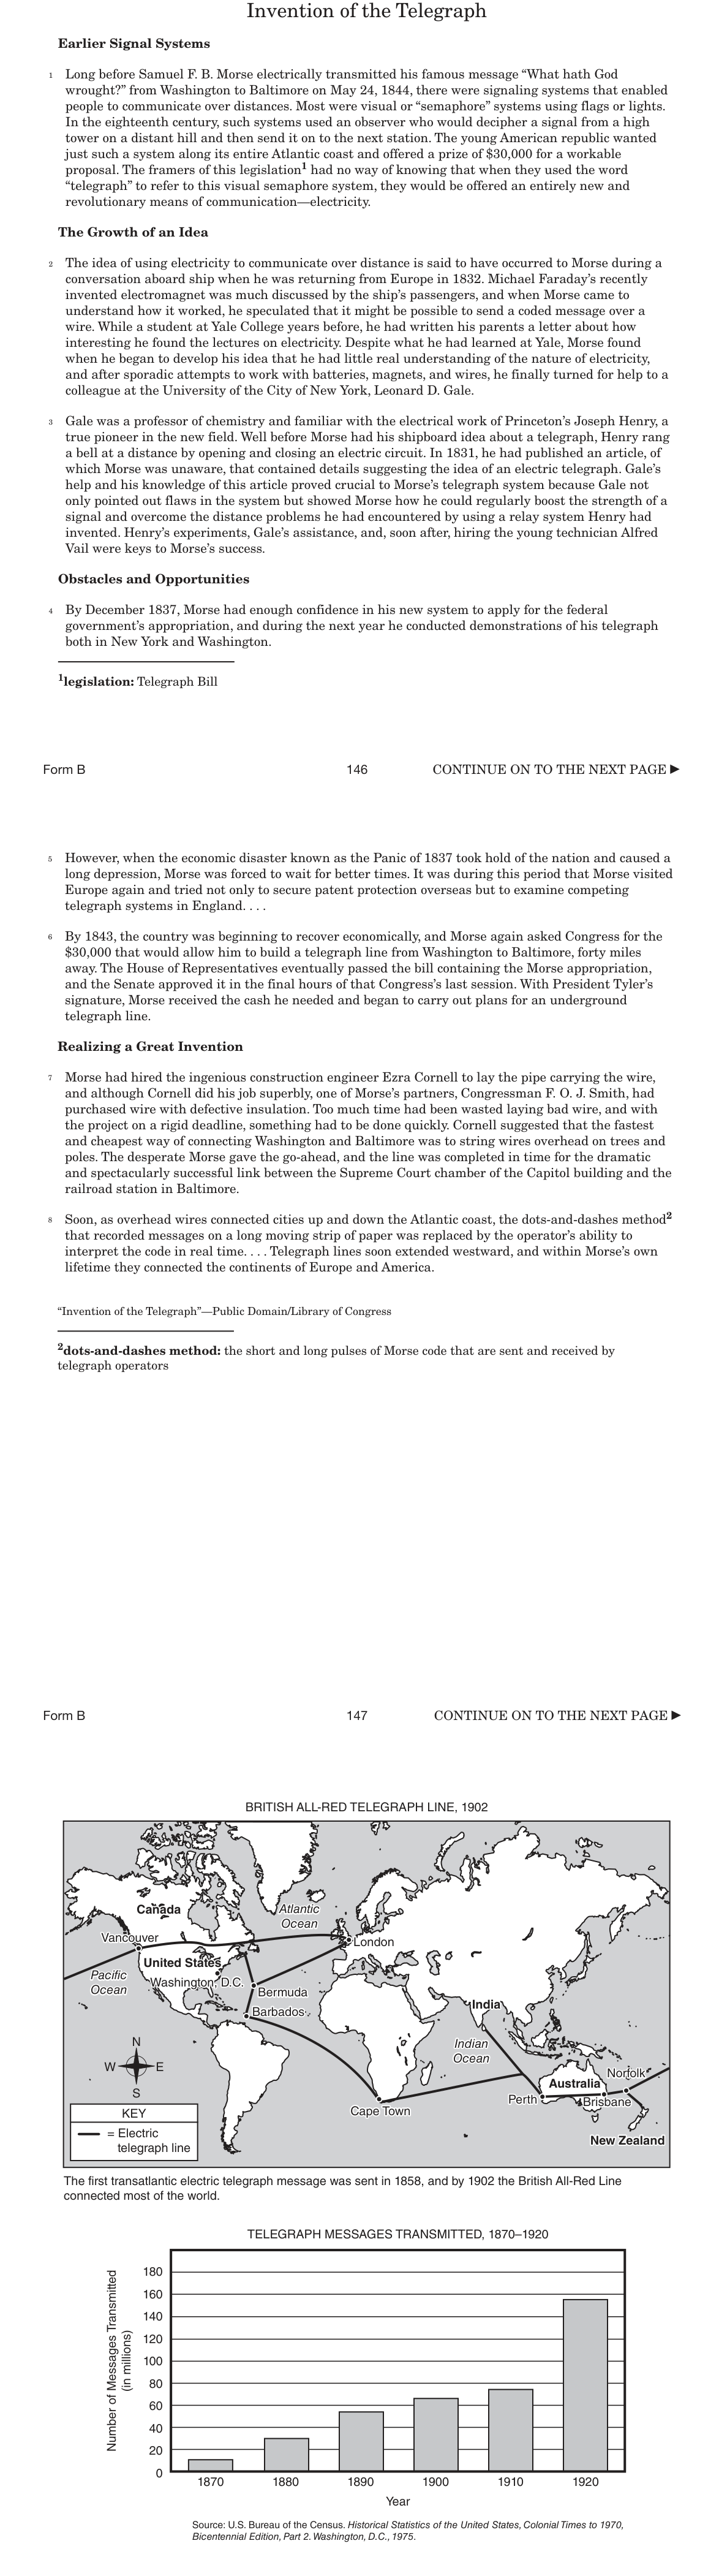 Invention of the Telegraph
Earlier Signal Systems
1 Long before Samuel F. B. Morse electrically transmitted his famous message “What hath God
wrought?” from Washington to Baltimore on May 24, 1844, there were signaling systems that enabled
people to communicate over distances. Most were visual or “semaphore” systems using flags or lights.
In the eighteenth century, such systems used an observer who would decipher a signal from a high
tower on a distant hill and then send it on to the next station. The young American republic wanted
just such a system along its entire Atlantic coast and offered a prize of $30,000 for a workable
proposal. The framers of this legislation1 had no way of knowing that when they used the word
“telegraph” to refer to this visual semaphore system, they would be offered an entirely new and
revolutionary means of communication—electricity.
The Growth of an Idea
2 The idea of using electricity to communicate over distance is said to have occurred to Morse during a
conversation aboard ship when he was returning from Europe in 1832. Michael Faraday’s recently
invented electromagnet was much discussed by the ship’s passengers, and when Morse came to
understand how it worked, he speculated that it might be possible to send a coded message over a
wire. While a student at Yale College years before, he had written his parents a letter about how
interesting he found the lectures on electricity. Despite what he had learned at Yale, Morse found
when he began to develop his idea that he had little real understanding of the nature of electricity,
and after sporadic attempts to work with batteries, magnets, and wires, he finally turned for help to a
colleague at the University of the City of New York, Leonard D. Gale.
3 Gale was a professor of chemistry and familiar with the electrical work of Princeton’s Joseph Henry, a
true pioneer in the new field. Well before Morse had his shipboard idea about a telegraph, Henry rang
a bell at a distance by opening and closing an electric circuit. In 1831, he had published an article, of
which Morse was unaware, that contained details suggesting the idea of an electric telegraph. Gale’s
help and his knowledge of this article proved crucial to Morse’s telegraph system because Gale not
only pointed out flaws in the system but showed Morse how he could regularly boost the strength of a
signal and overcome the distance problems he had encountered by using a relay system Henry had
invented. Henry’s experiments, Gale’s assistance, and, soon after, hiring the young technician Alfred
Vail were keys to Morse’s success.
Obstacles and Opportunities
4 By December 1837, Morse had enough confidence in his new system to apply for the federal
government’s appropriation, and during the next year he conducted demonstrations of his telegraph
both in New York and Washington.
1legislation: Telegraph Bill
Form B 146 CONTINUE ON TO THE NEXT PAGE ►
5 However, when the economic disaster known as the Panic of 1837 took hold of the nation and caused a
long depression, Morse was forced to wait for better times. It was during this period that Morse visited
Europe again and tried not only to secure patent protection overseas but to examine competing
telegraph systems in England. . . .
6 By 1843, the country was beginning to recover economically, and Morse again asked Congress for the
$30,000 that would allow him to build a telegraph line from Washington to Baltimore, forty miles
away. The House of Representatives eventually passed the bill containing the Morse appropriation,
and the Senate approved it in the final hours of that Congress’s last session. With President Tyler’s
signature, Morse received the cash he needed and began to carry out plans for an underground
telegraph line.
Realizing a Great Invention
7 Morse had hired the ingenious construction engineer Ezra Cornell to lay the pipe carrying the wire,
and although Cornell did his job superbly, one of Morse’s partners, Congressman F. O. J. Smith, had
purchased wire with defective insulation. Too much time had been wasted laying bad wire, and with
the project on a rigid deadline, something had to be done quickly. Cornell suggested that the fastest
and cheapest way of connecting Washington and Baltimore was to string wires overhead on trees and
poles. The desperate Morse gave the go-ahead, and the line was completed in time for the dramatic
and spectacularly successful link between the Supreme Court chamber of the Capitol building and the
railroad station in Baltimore.
8 Soon, as overhead wires connected cities up and down the Atlantic coast, the dots-and-dashes method2
that recorded messages on a long moving strip of paper was replaced by the operator’s ability to
interpret the code in real time. . . . Telegraph lines soon extended westward, and within Morse’s own
lifetime they connected the continents of Europe and America.
“Invention of the Telegraph”—Public Domain/Library of Congress
2dots-and-dashes method: the short and long pulses of Morse code that are sent and received by
telegraph operators
Form B 147 CONTINUE ON TO THE NEXT PAGE ►
BRITISH ALL-RED TELEGRAPH LINE, 1902
Canada
Atlantic
Ocean
Vancouver
London
United States
Pacific
Ocean
Washington, D.C.
Bermuda
Barbados
India
Indian
Ocean
N
W E
S
Norfolk
Australia
Perth
Brisbane
Cape Town
KEY
= Electric
telegraph line
New Zealand
The first transatlantic electric telegraph message was sent in 1858, and by 1902 the British All-Red Line
connected most of the world.
TELEGRAPH MESSAGES TRANSMITTED, 1870–1920
Number of Messages Transmitted
(in millions)
180
160
140
120
100
80
60
40
20
0
1870 1880 1890 1900 1910 1920
Year
Source: U.S. Bureau of the Census. Historical Statistics of the United States, Colonial Times to 1970,
Bicentennial Edition, Part 2. Washington, D.C., 1975.